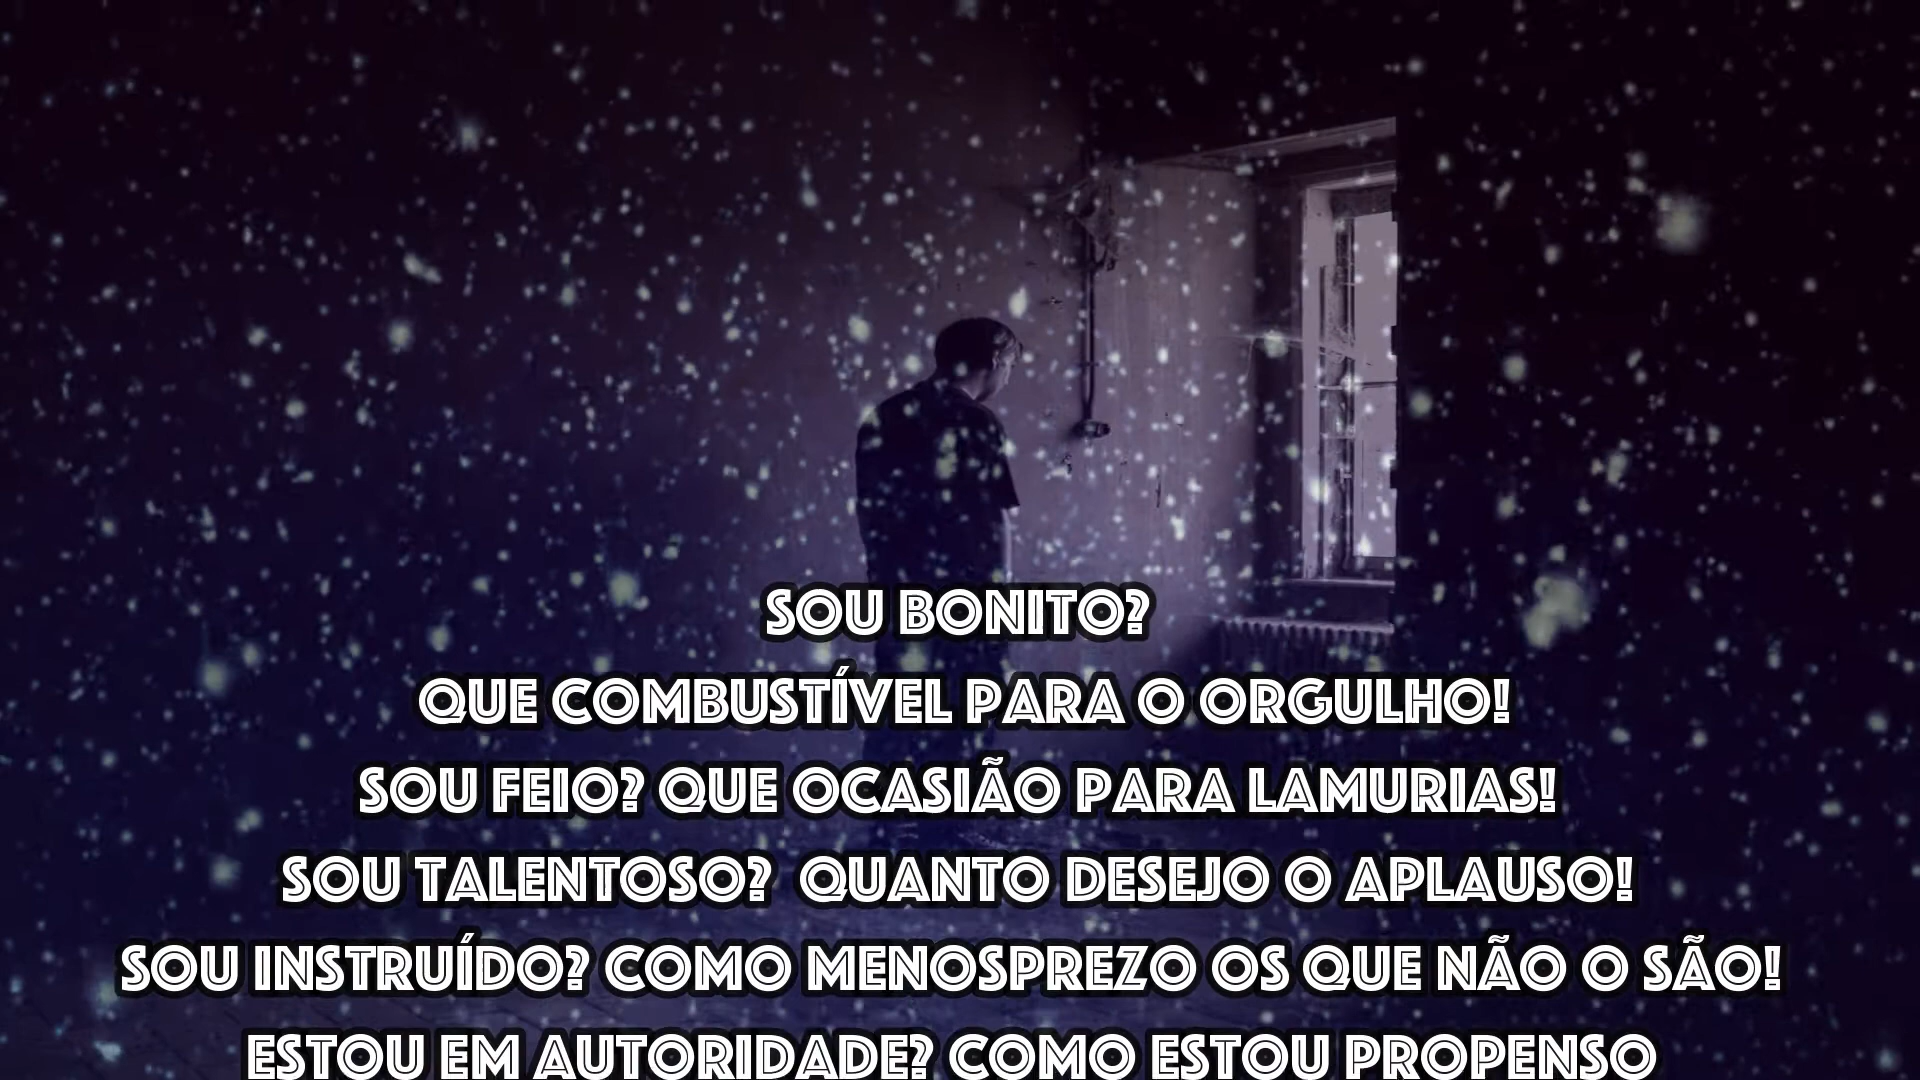 SOU BONITO?
QUE COMBUSTÍVEL PARA O ORGULHO!
SOU FEIO? QUE OCASIÃO PARA LAMURIAS!
SOU TALENTOSO? QUANTO DESEJO O APLAUSO!
SOU INSTRUÍDO? COMO MENOSPREZO OS QUE NÃO O SÃO!
ESTOU EM AUTORIDADE? COMO ESTOU PROPENSO